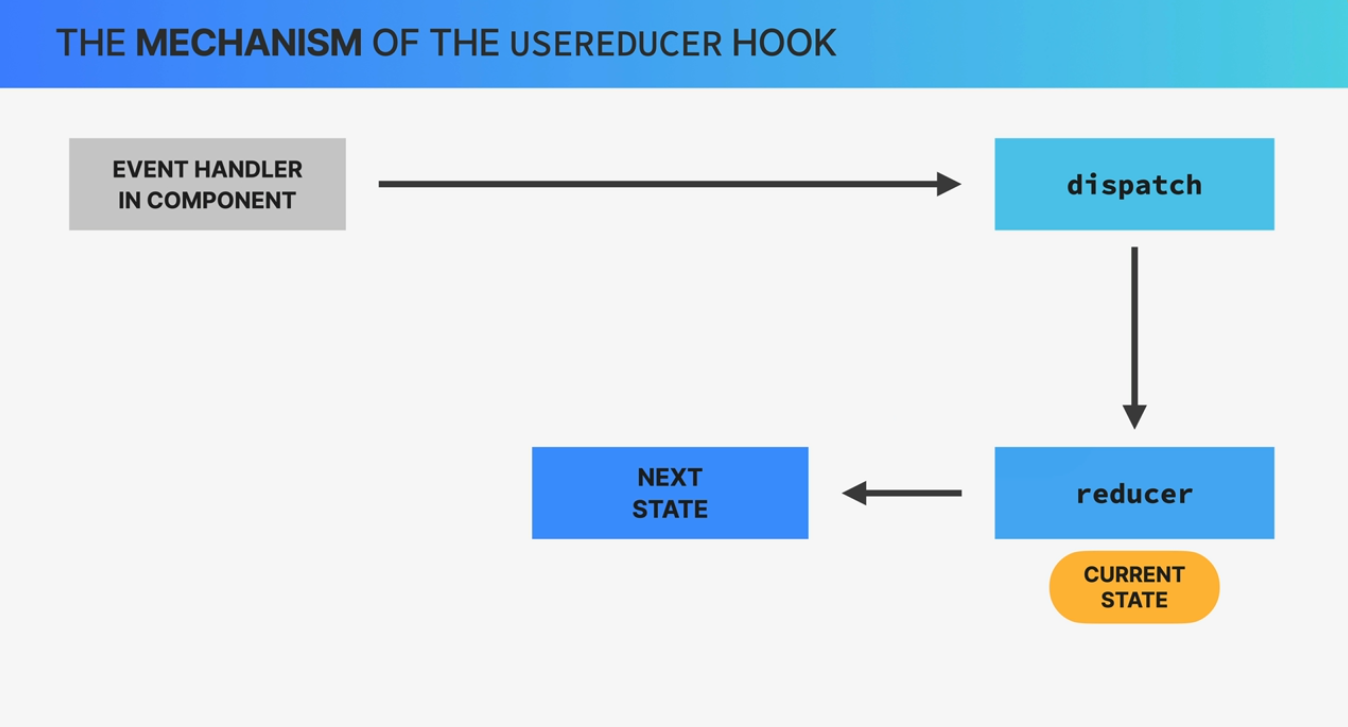 THE MECHANISM OF THE USEREDUCER HOOK
EVENT HANDLER
IN COMPONENT
dispatch
NEXT
STATE
reducer
CURRENT
STATE